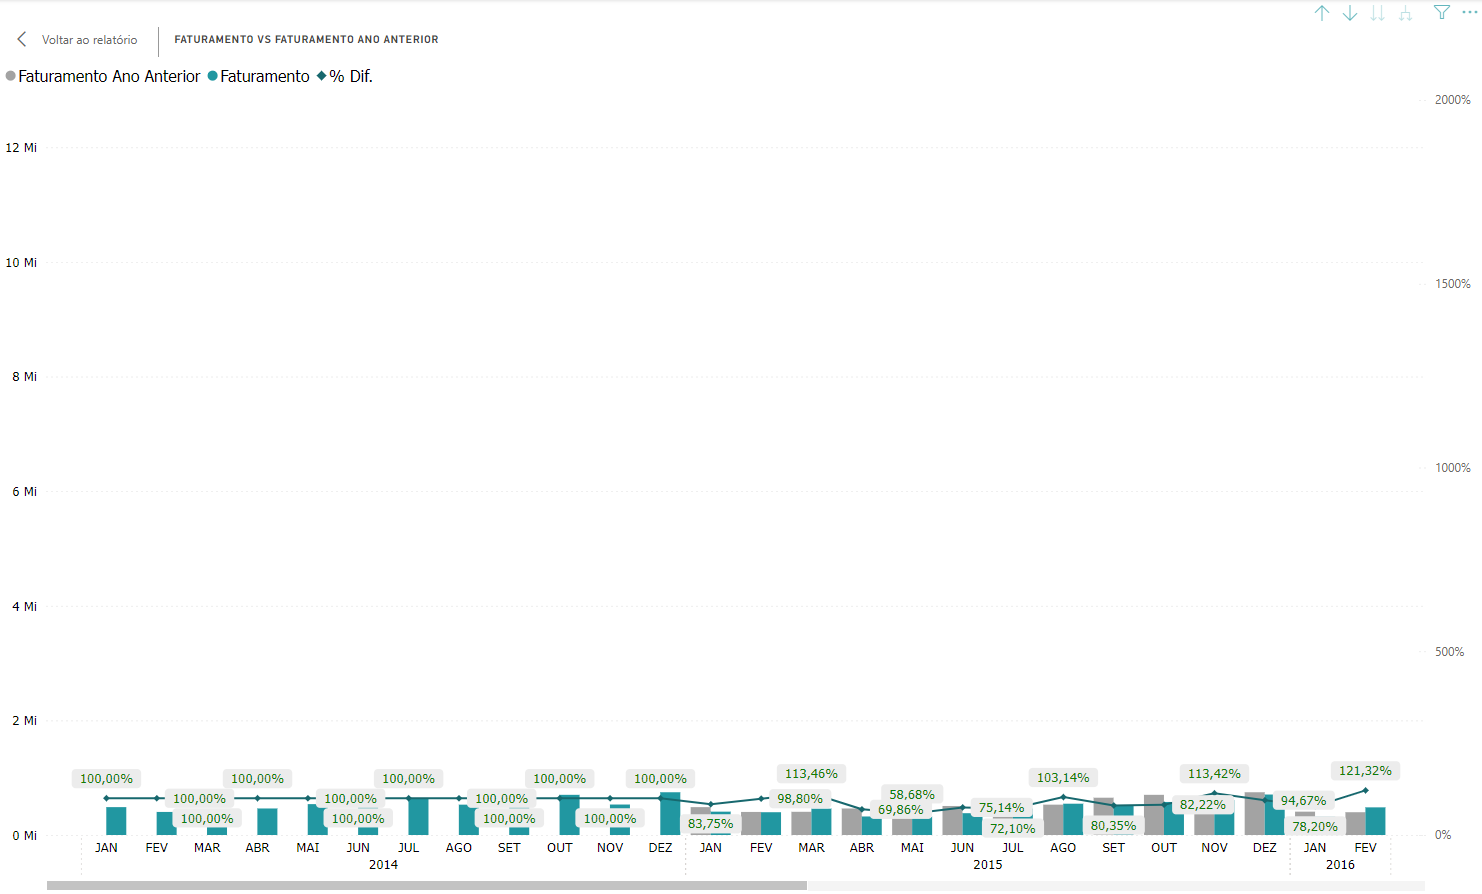 Voltar ao relatório
FATURAMENTO VS FATURAMENTO ANO ANTERIOR
Faturamento Ano Anterior Faturamento % Dif.
2000%
12 Mi
10 Mi
1500%
8 Mi
1000%
6 Mi
4 Mi
500%
2 Mi
0 Mi
0%
100,00% 100,00% 100,00% 100,00% 100,00% 113,46% 103,14% 113,42% 121,32%
100,00% 100,00% 100,00% 98,80% 58,68% 75,14% 82,22% 94,67%
100,00% 100,00% 100,00% 100,00% 83,75% 69,86% 72,10% 80,35% 78,20%
JAN FEV MAR ABR MAI JUN JUL AGO SET OUT NOV DEZ JAN FEV MAR ABR MAI JUN JUL AGO SET OUT NOV DEZ JAN FEV
2014 2015 2016